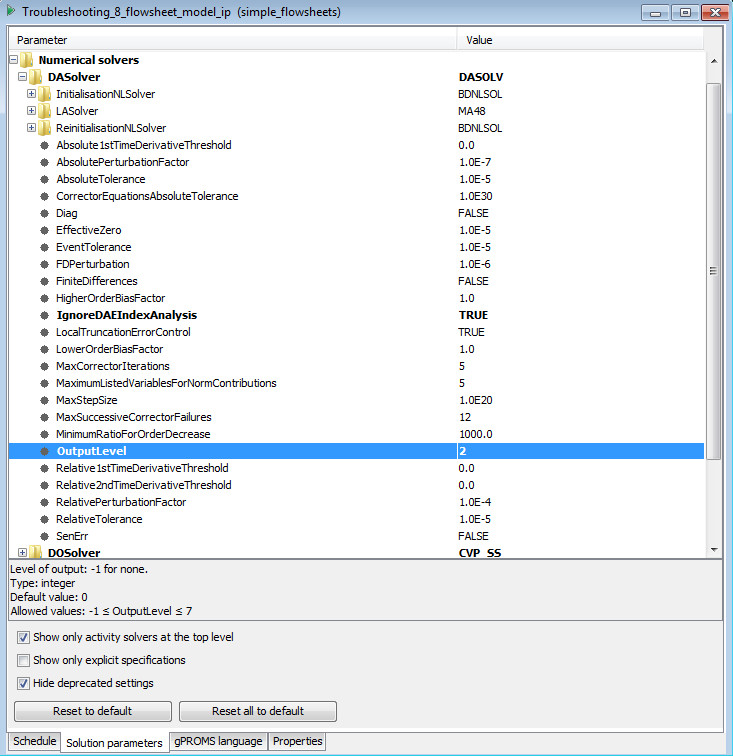 Troubleshooting_8_flowsheet_model_ip (simple_flowsheets)
Parameter Value
Numerical solvers
DASolver DASOLV
InitialisationNLSolver BDNLSOL
LASolver MA48
ReinitialisationNLSolver BDNLSOL
Absolute1stTimeDerivativeThreshold 0.0
AbsolutePerturbationFactor 1.0E-7
AbsoluteTolerance 1.0E-5
CorrectorEquationsAbsoluteTolerance 1.0E30
Diag FALSE
EffectiveZero 1.0E-5
EventTolerance 1.0E-5
FDPerturbation 1.0E-6
FiniteDifferences FALSE
HigherOrderBiasFactor 1.0
IgnoreDAEIndexAnalysis TRUE
LocalTruncationErrorControl TRUE
LowerOrderBiasFactor 1.0
MaxCorrectorIterations 5
MaximumListedVariablesForNormContributions 5
MaxStepSize 1.0E20
MaxSuccessiveCorrectorFailures 12
MinimumRatioForOrderDecrease 1000.0
OutputLevel 2
Relative1stTimeDerivativeThreshold 0.0
Relative2ndTimeDerivativeThreshold 0.0
RelativePerturbationFactor 1.0E-4
RelativeTolerance 1.0E-5
SenErr FALSE
DOSolver CVP_SS
Level of output: -1 for none.
Type: integer
Default value: 0
Allowed values: -1 ≤ OutputLevel ≤ 7
Show only activity solvers at the top level
Show only explicit specifications
Hide deprecated settings
Reset to default Reset all to default
Schedule Solution parameters gPROMS language Properties